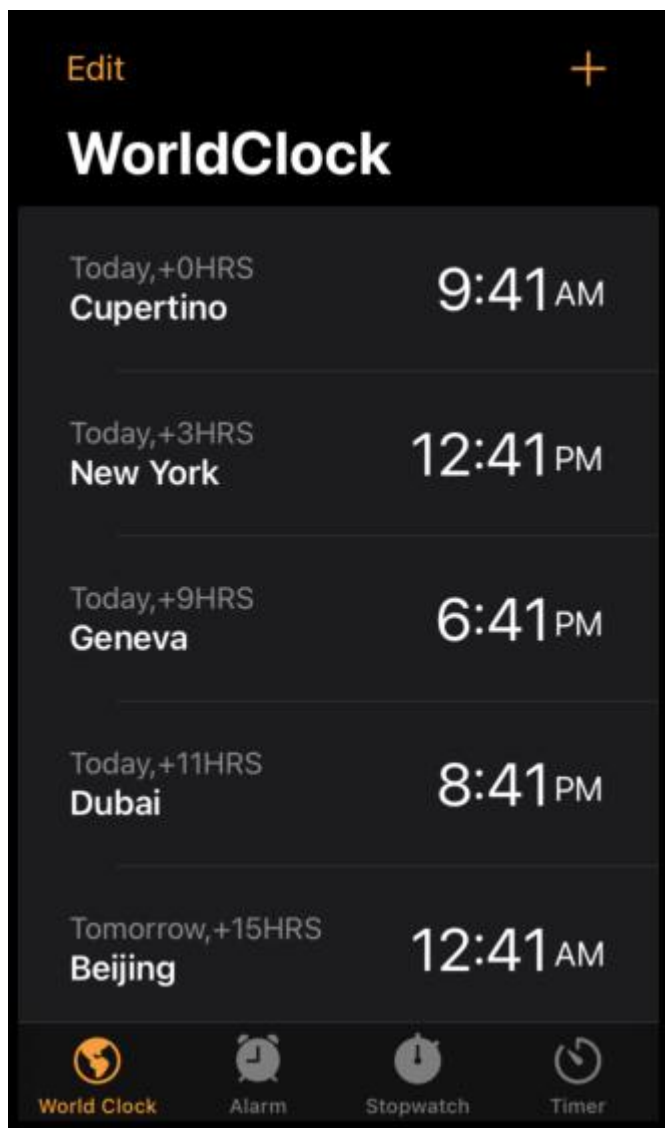 Edit
WorldClock
Today,+0HRS
Cupertino
9:41AM
Today,+3HRS
New York
12:41PM
Today,+9HRS
Geneva
6:41PM
Today,+11HRS
Dubai
8:41PM
Tomorrow,+15HRS
Beijing
12:41AM
World Clock
Alarm
Stopwatch
Timer